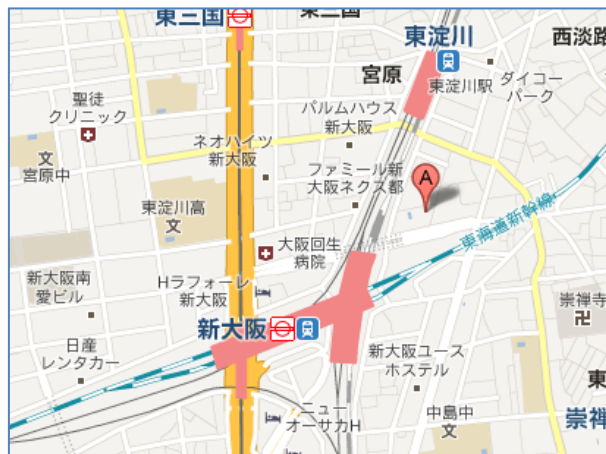 東三国
東三国
東淀川
西淡路
宮原
東淀川駅
ダイコー
パーク
聖徒
クリニック
パルムハウス
新大阪
ネオハイツ
新大阪
宮原中
ファミール新
大阪ネクス都
A
東淀川高
東海道新幹線
大阪回生
病院
新大阪南
愛ビル
Hラフォーレ
新大阪
崇禅寺
新大阪
日産
レンタカー
新大阪ユース
ホステル
東
ニュー
オーサカH
中島中
崇禅